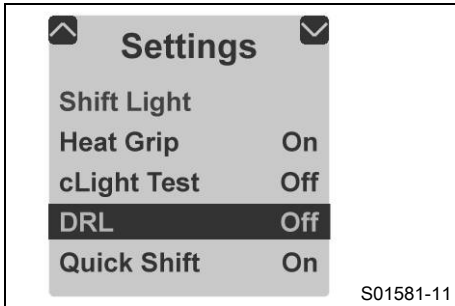 Settings
Shift Light
Heat Grip On
cLight Test Off
DRL Off
Quick Shift On
S01581-11